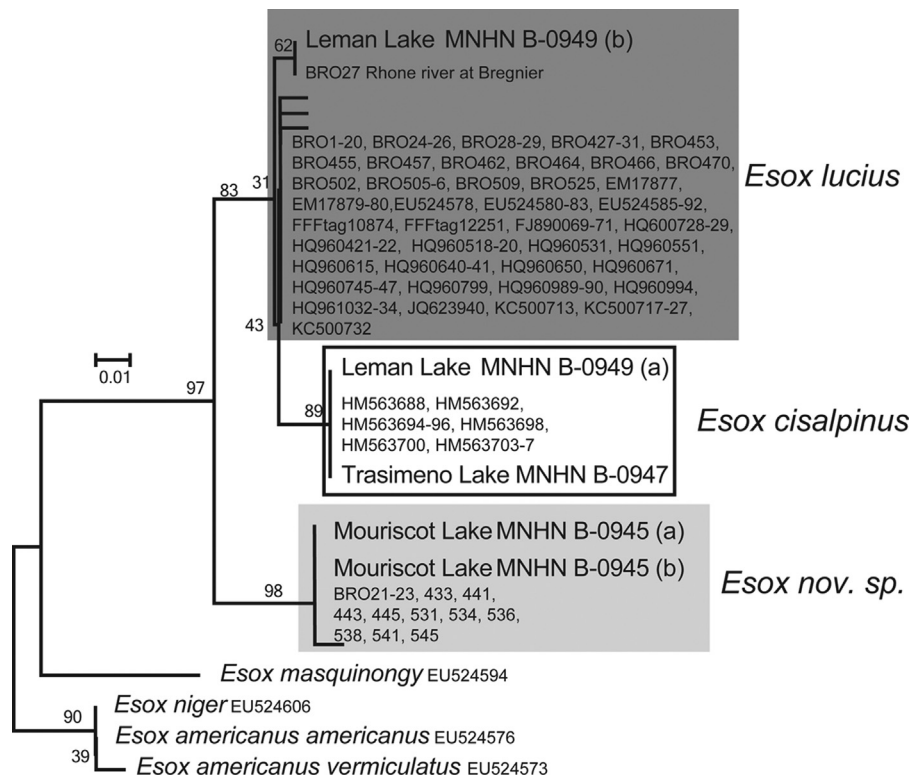 62
Leman Lake MNHN B-0949 (b)
BRO27 Rhone river at Bregnier
BRO1-20, BRO24-26, BRO28-29, BRO427-31, BRO453,
BRO455, BRO457, BRO462, BRO464, BRO466, BRO470,
BRO502, BRO505-6, BRO509, BRO525, EM17877,
EM17879-80,EU524578, EU524580-83, EU524585-92,
FFFtag10874, FFFtag12251, FJ890069-71, HQ600728-29,
HQ960421-22, HQ960518-20, HQ960531, HQ960551,
HQ960615, HQ960640-41, HQ960650, HQ960671,
HQ960745-47, HQ960799, HQ960989-90, HQ960994,
HQ961032-34, JQ623940, KC500713, KC500717-27,
KC500732
Esox lucius
83
31
43
0.01
97
Leman Lake MNHN B-0949 (a)
89
HM563688, HM563692,
HM563694-96, HM563698,
HM563700, HM563703-7
Trasimeno Lake MNHN B-0947
Esox cisalpinus
Mouriscot Lake MNHN B-0945 (a)
Mouriscot Lake MNHN B-0945 (b)
98
BRO21-23, 433, 441,
443, 445, 531, 534, 536,
538, 541, 545
Esox nov. sp.
Esox masquinongy EU524594
Esox niger EU524606
90
Esox americanus americanus EU524576
39
Esox americanus vermiculatus EU524573